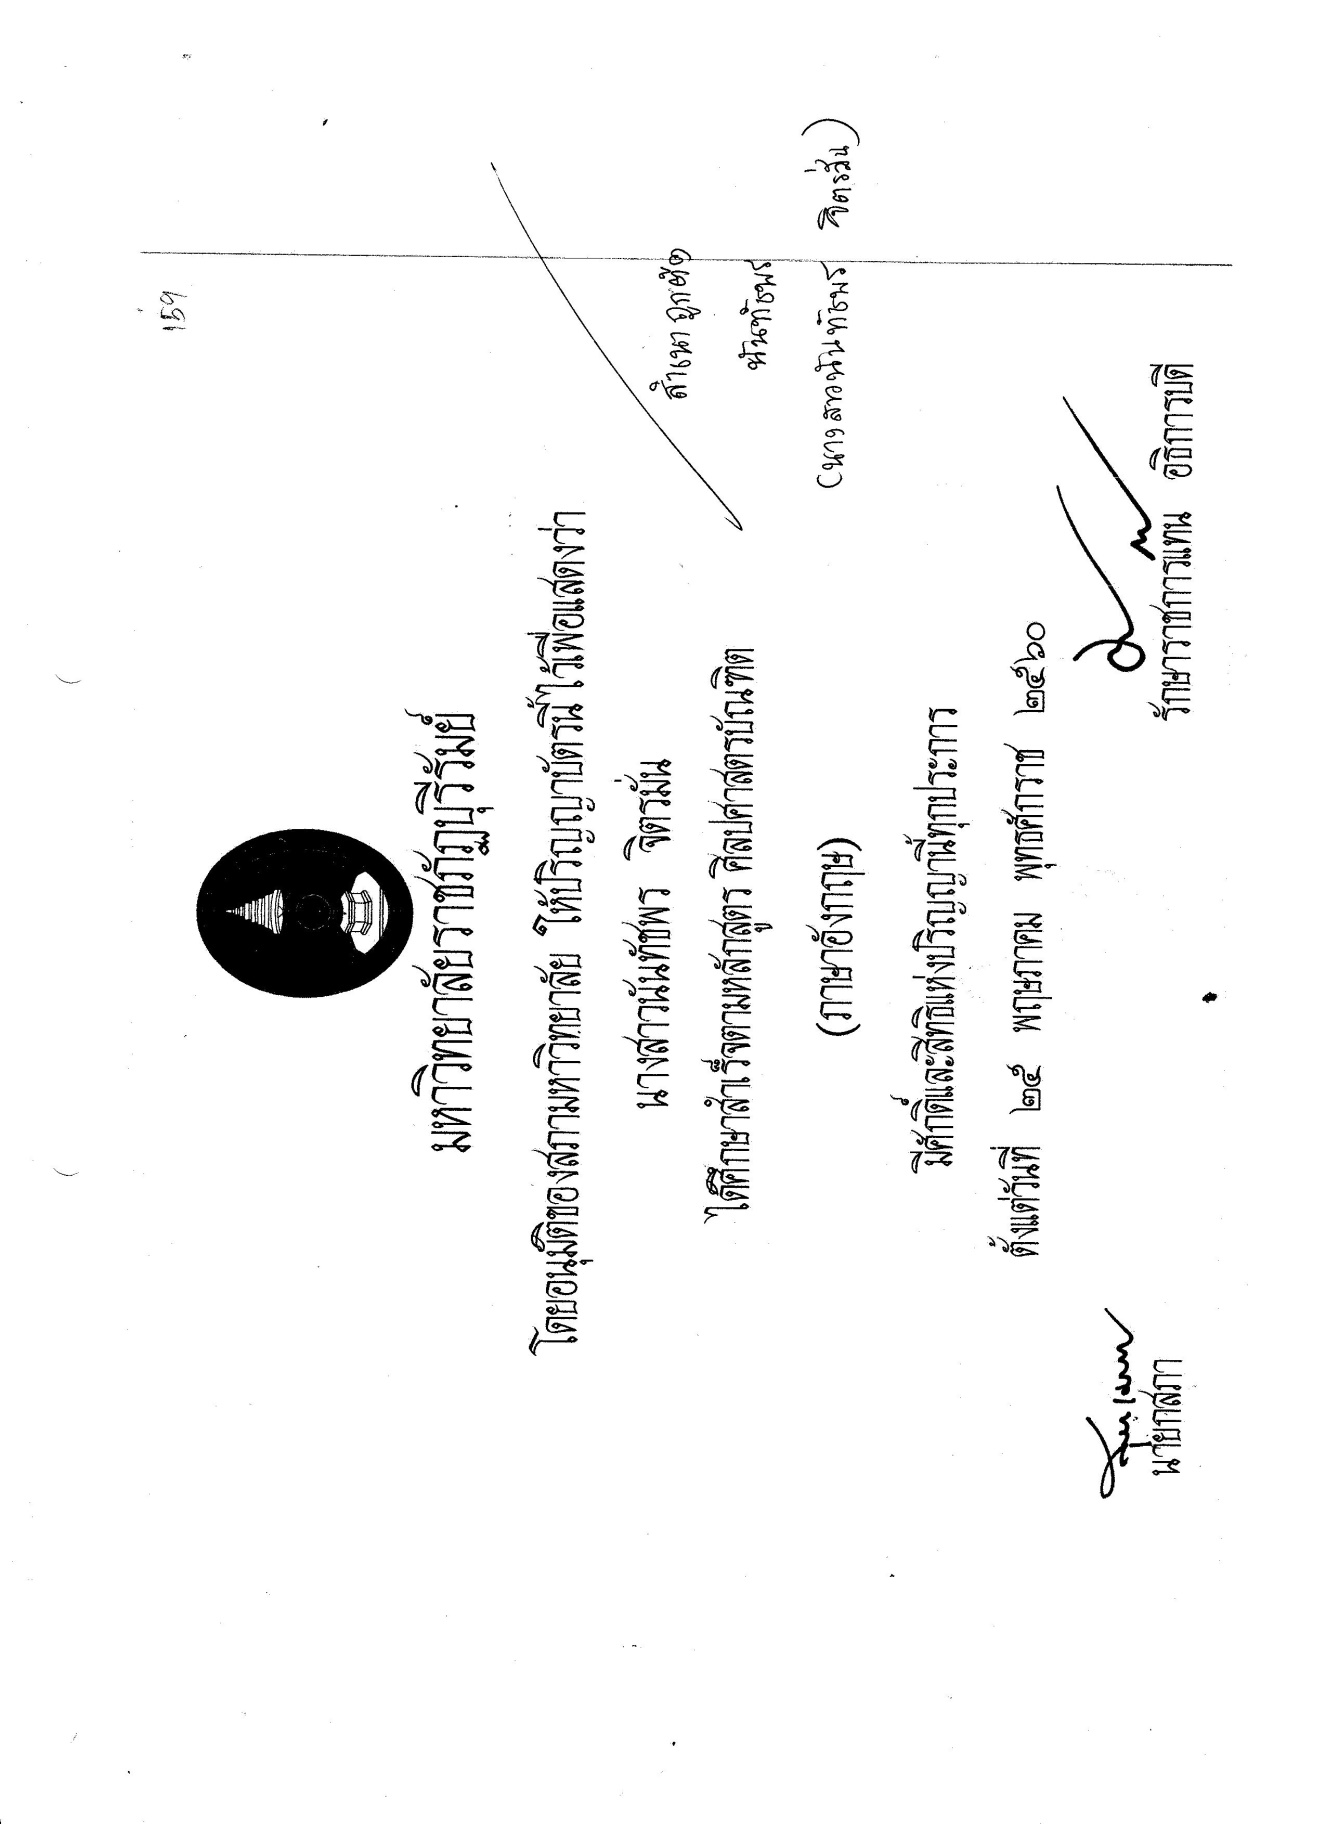 159
มหาวิทยาลัยราชภัฏบุรีรัมย์
โดยอนุมัติของสภามหาวิทยาลัย ให้ปริญญาบัตรนี้ไว้เพื่อแสดงว่า
นางสาวนันทัชพร จิตรมั่น
ได้ศึกษาสำเร็จตามหลักสูตร ศิลปศาสตรบัณฑิต
(ภาษาอังกฤษ)
มีศักดิ์และสิทธิแห่งปริญญานี้ทุกประการ
ตั้งแต่วันที่ ๒๕ พฤษภาคม พุทธศักราช ๒๕๖๐
นายกสภา
รักษาราชการแทน อธิการบดี
สำเนาถูกต้อง
นันทัชพร
(นางสาวนันทัชพร จิตรมั่น)